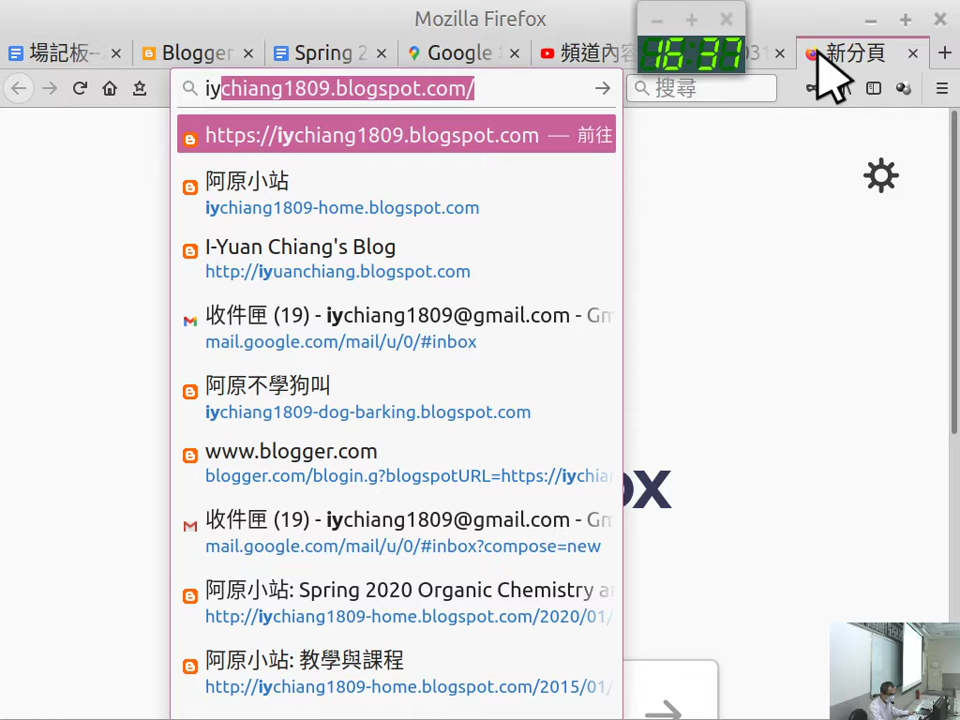 Mozilla Firefox
16:37
場記板--
Blogger
Spring 2
Google
頻道內容
031
新分頁
iychiang1809.blogspot.com/
搜尋
https://iychiang1809.blogspot.com — 前往
阿原小站
iychiang1809-home.blogspot.com
I-Yuan Chiang's Blog
http://iyuanchiang.blogspot.com
收件匣 (19) - iychiang1809@gmail.com - Gm
mail.google.com/mail/u/0/#inbox
阿原不學狗叫
iychiang1809-dog-barking.blogspot.com
www.blogger.com
blogger.com/blogin.g?blogspotURL=https://iychian
收件匣 (19) - iychiang1809@gmail.com - Gm
mail.google.com/mail/u/0/#inbox?compose=new
ox
阿原小站: Spring 2020 Organic Chemistry a
http://iychiang1809-home.blogspot.com/2020/01/
阿原小站: 教學與課程
http://iychiang1809-home.blogspot.com/2015/01/